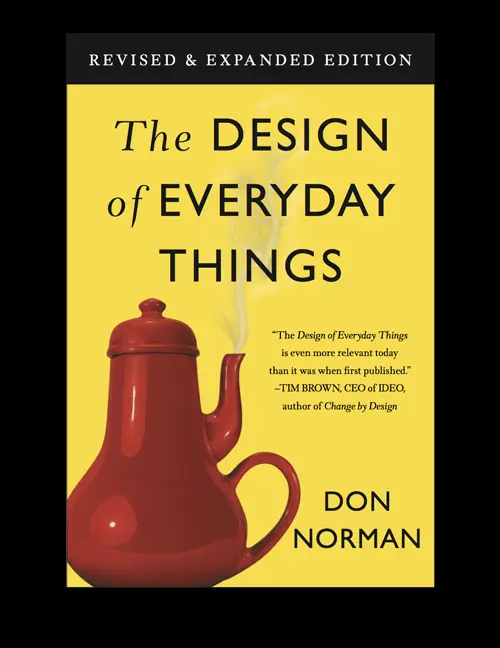 REVISED & EXPANDED EDITION
The DESIGN
of EVERYDAY
THINGS
“The Design of Everyday Things
is even more relevant today
than it was when first published.”
–TIM BROWN, CEO of IDEO,
author of Change by Design
DON
NORMAN